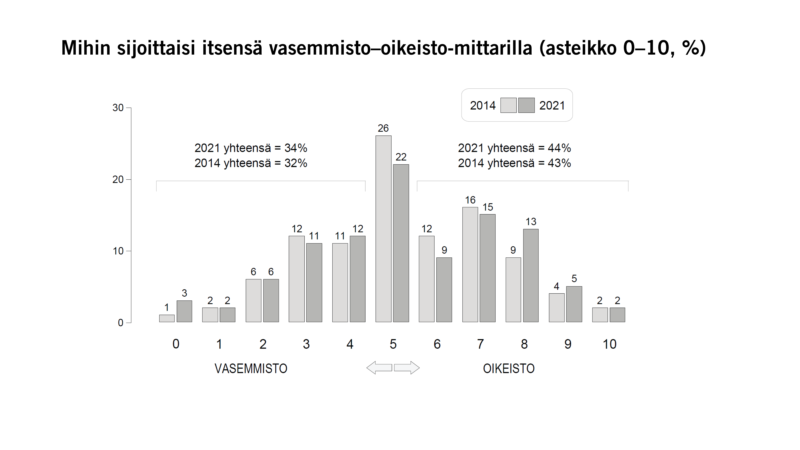 Mihin sijoittaisi itsensä vasemmisto–oikeisto-mittarilla (asteikko 0–10, %)
2014 2021
30
20
10
0
2021 yhteensä = 34%
2014 yhteensä = 32%
2021 yhteensä = 44%
2014 yhteensä = 43%
1 3 2 2 6 6 12 11 11 12 26 22 12 9 16 15 9 13 4 5 2 2
0 1 2 3 4 5 6 7 8 9 10
VASEMMISTO OIKEISTO